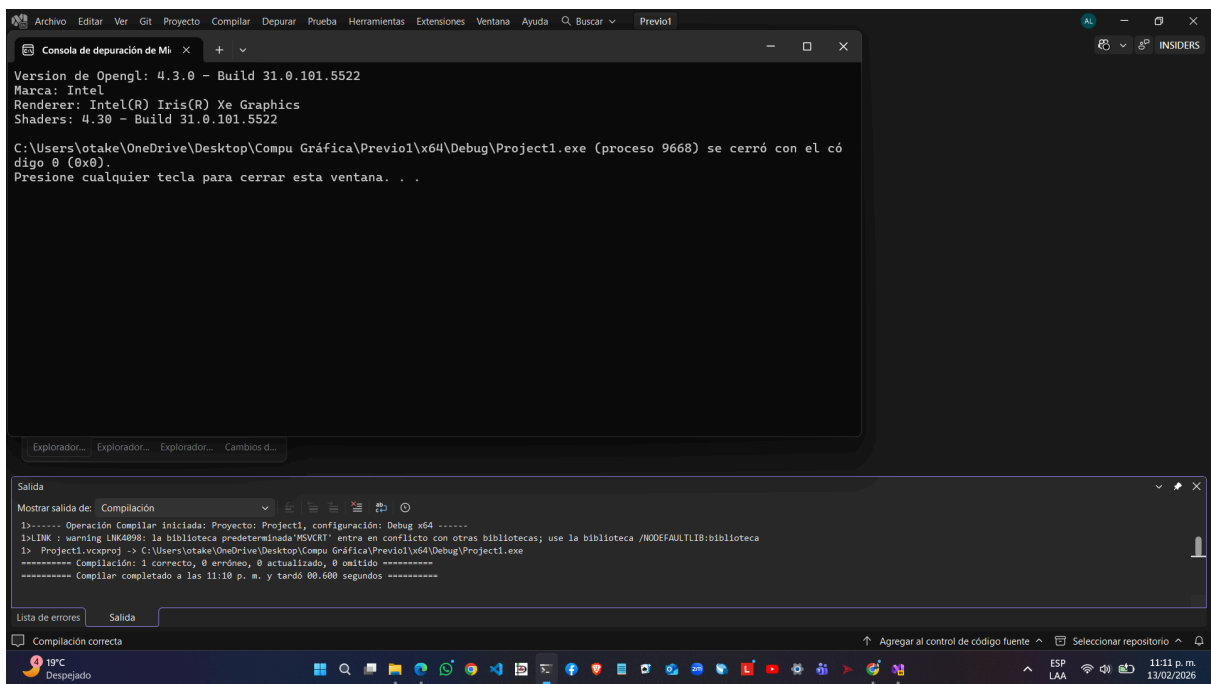 Archivo Editar Ver Git Proyecto Compilar Depurar Prueba Herramientas Extensiones Ventana Ayuda Buscar Previo1
AL
Consola de depuración de Mi
INSIDERS
Version de Opengl: 4.3.0 - Build 31.0.101.5522
Marca: Intel
Renderer: Intel(R) Iris(R) Xe Graphics
Shaders: 4.30 - Build 31.0.101.5522
C:\Users\otake\OneDrive\Desktop\Compu Gráfica\Previo1\x64\Debug\Project1.exe (proceso 9668) se cerró con el có
digo 0 (0x0).
Presione cualquier tecla para cerrar esta ventana. . .
Explorador... Explorador... Explorador... Cambios d...
Salida
Mostrar salida de: Compilación
1>------ Operación Compilar iniciada: Proyecto: Project1, configuración: Debug x64 ------
1>LINK : warning LNK4098: la biblioteca predeterminada'MSVCRT' entra en conflicto con otras bibliotecas; use la biblioteca /NODEFAULTLIB:biblioteca
1> Project1.vcxproj -> C:\Users\otake\OneDrive\Desktop\Compu Gráfica\Previo1\x64\Debug\Project1.exe
========== Compilación: 1 correcto, 0 erróneo, 0 actualizado, 0 omitido ==========
========== Compilar completado a las 11:10 p. m. y tardó 00.600 segundos ==========
Lista de errores Salida
Compilación correcta Agregar al control de código fuente Seleccionar repositorio
4 19°C ESP 11:11 p. m.
Despejado LAA 13/02/2026